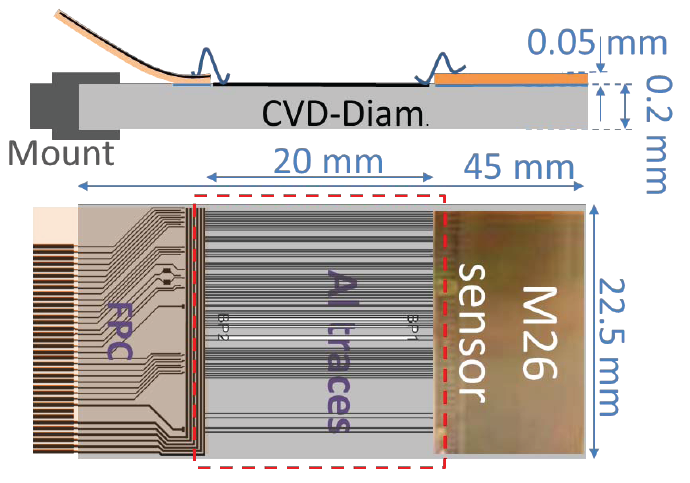 0.05 mm
CVD-Diam.
0.2 mm
Mount
20 mm
45 mm
FPC
BP2
Al traces
BP1
sensor
M26
22.5 mm